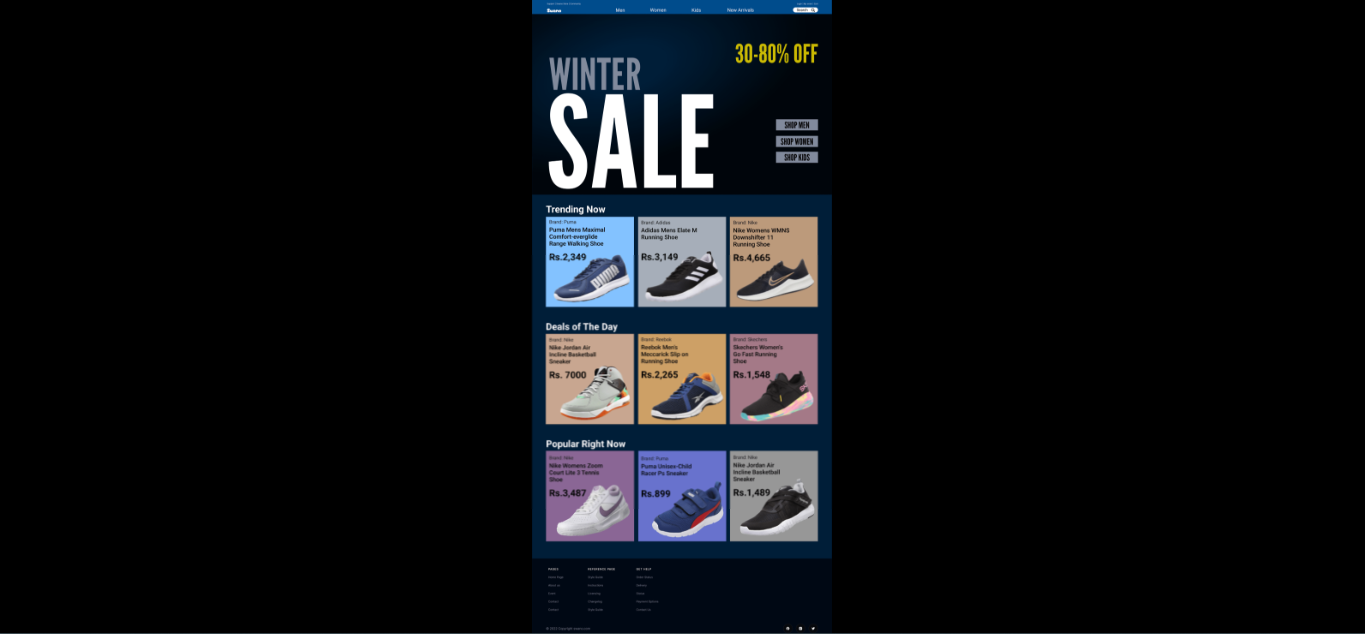 Men Women Kids New Arrivals
Search
30-80% OFF
WINTER
SALE
SHOP MEN
SHOP WOMEN
SHOP KIDS
Trending Now
Brand: Puma
Puma Mens Maximal
Comfort-everglide
Range Walking Shoe
Rs.2,349
Brand: Adidas
Adidas Mens Elate M
Running Shoe
Rs.3,149
Brand: Nike
Nike Womens WMNS
Downshifter 11
Running Shoe
Rs.4,665
Deals of The Day
Brand: Nike
Nike Jordan Air
Incline Basketball
Sneaker
Rs. 7000
Brand: Reebok
Reebok Men's
Meccarick Slip on
Running Shoe
Rs.2,265
Brand: Skechers
Skechers Women's
Go Fast Running
Shoe
Rs.1,548
Popular Right Now
Brand: Nike
Nike Womens Zoom
Court Lite 3 Tennis
Shoe
Rs.3,487
Brand: Puma
Puma Unisex-Child
Racer Ps Sneaker
Rs.899
Brand: Nike
Nike Jordan Air
Incline Basketball
Sneaker
Rs.1,489
GET HELP